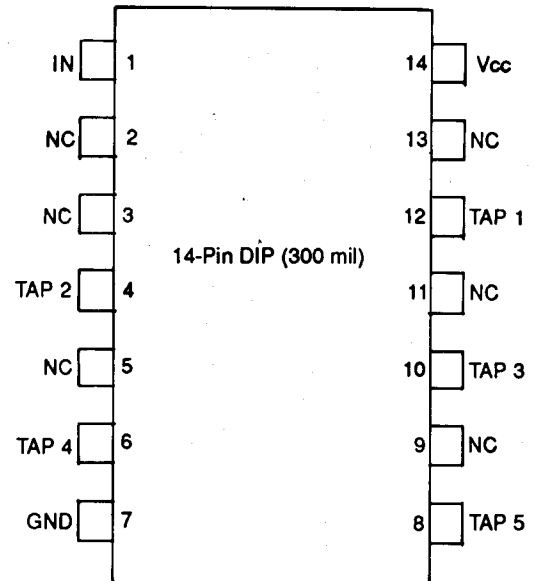 IN 1 14 Vcc
NC 2 13 NC
NC 3 12 TAP 1
14-Pin DIP (300 mil)
TAP 2 4 11 NC
NC 5 10 TAP 3
TAP 4 6 9 NC
GND 7 8 TAP 5